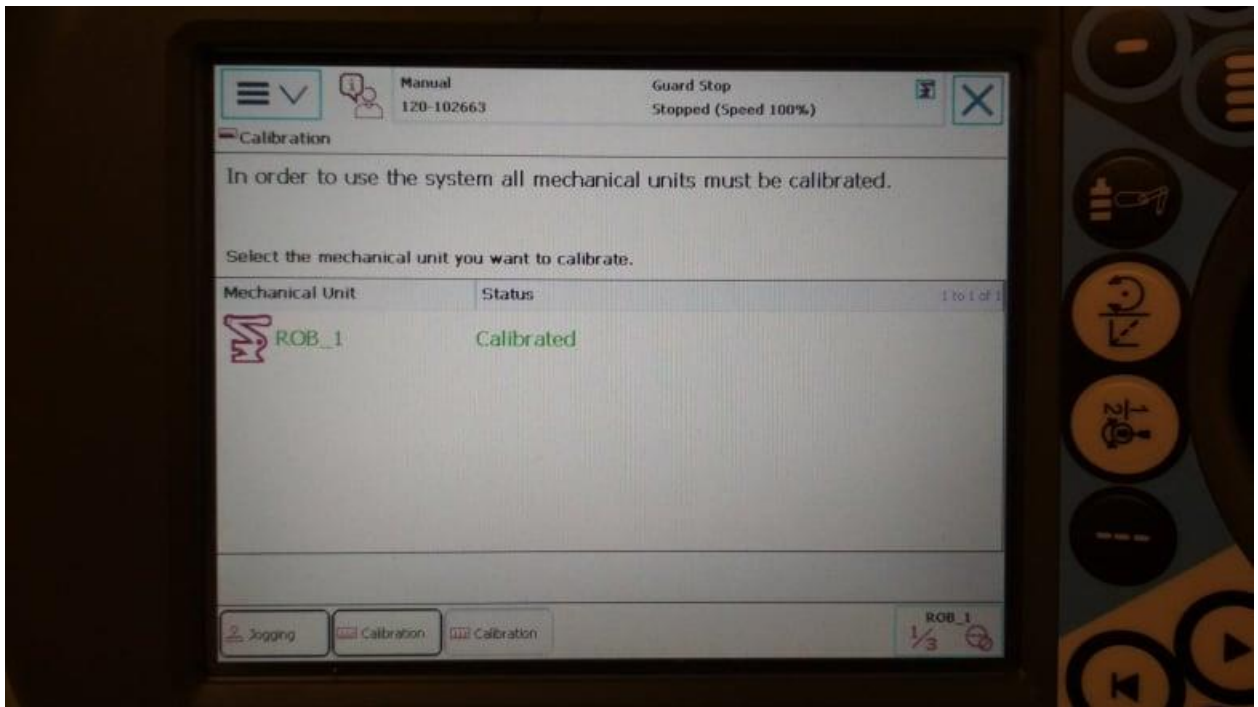 Manual
120-102663
Guard Stop
Stopped (Speed 100%)
Calibration
In order to use the system all mechanical units must be calibrated.
Select the mechanical unit you want to calibrate.
Mechanical Unit Status 1 to 1 of 1
ROB_1 Calibrated
Jogging Calibration Calibration
ROB_1
1/3
1/2